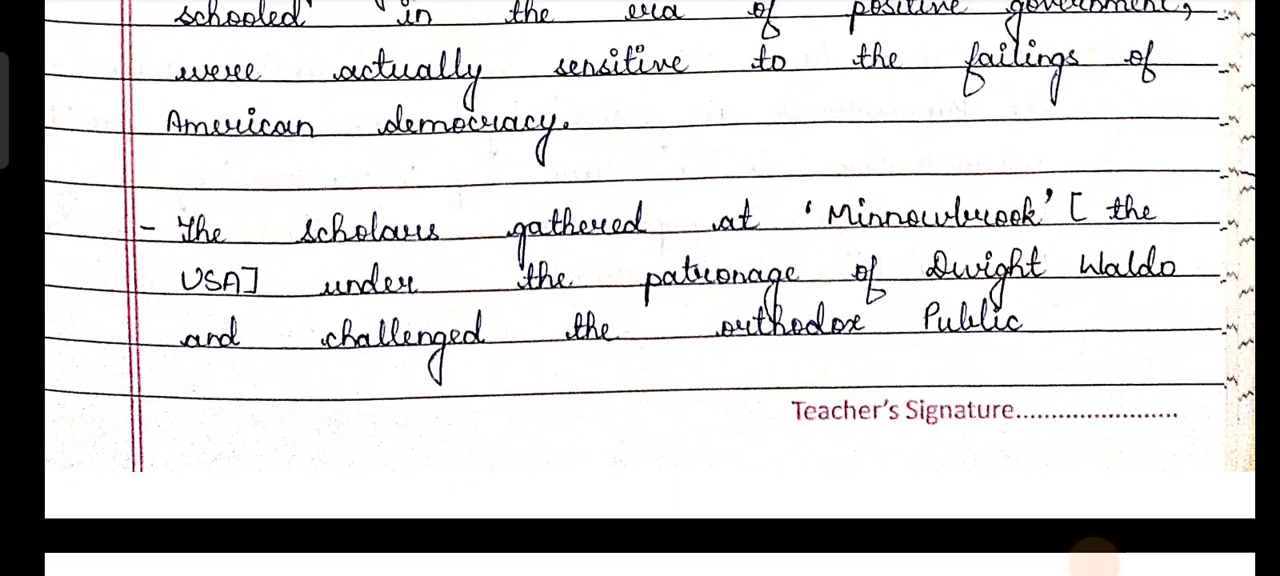 schooled in the era of positive government,
were actually sensitive to the failings of
American democracy.
- The scholars gathered at 'Minnowbrook' [ the
USA] under the patronage of Dwight Waldo
and challenged the orthodox Public
Teacher's Signature........................